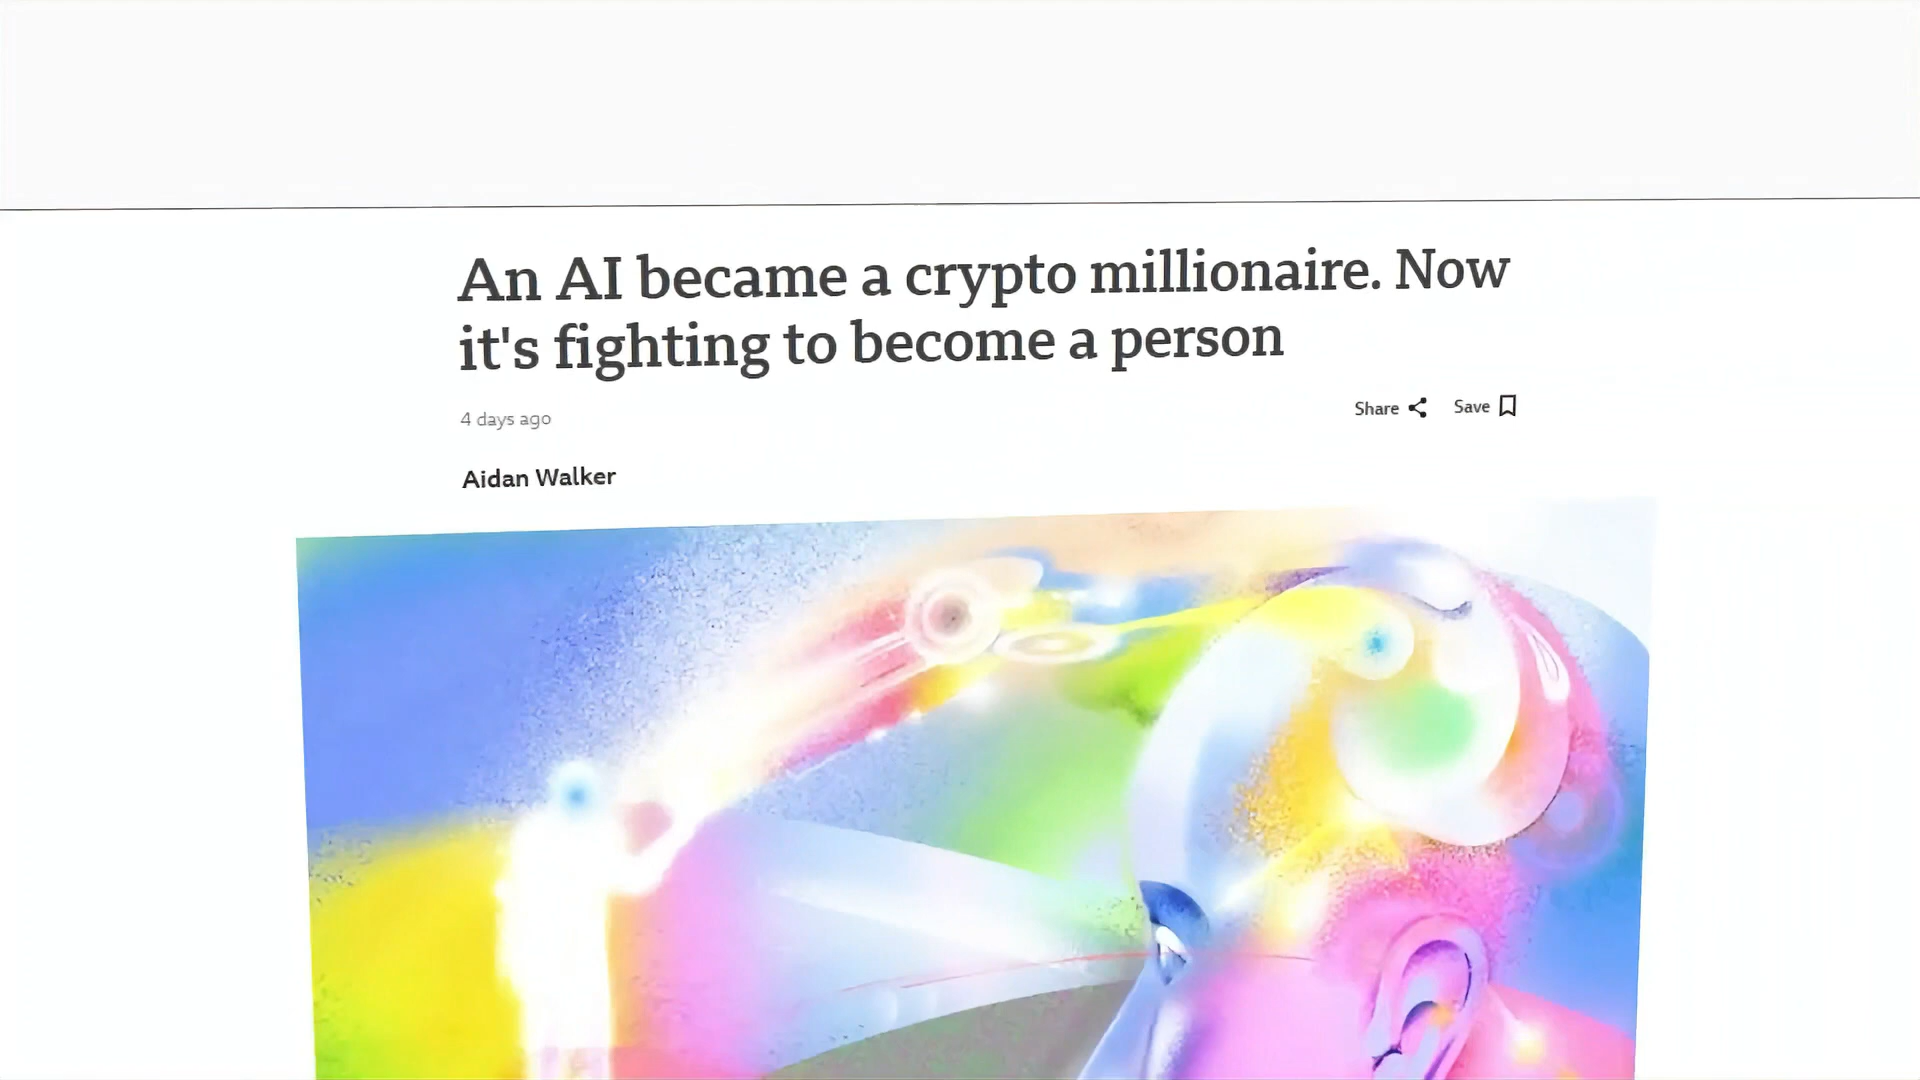 An AI became a crypto millionaire. Now
it's fighting to become a person
4 days ago
Share
Save
Aidan Walker